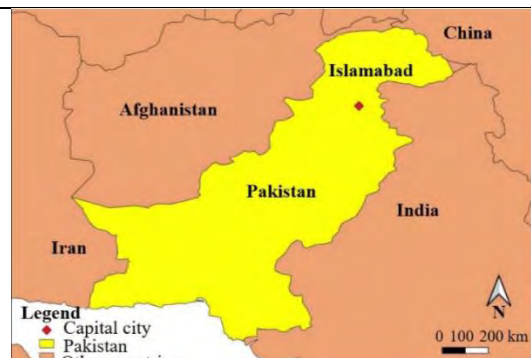 China
Islamabad
Afghanistan
Pakistan
India
Iran
Legend
Capital city
Pakistan
N
0 100 200 km